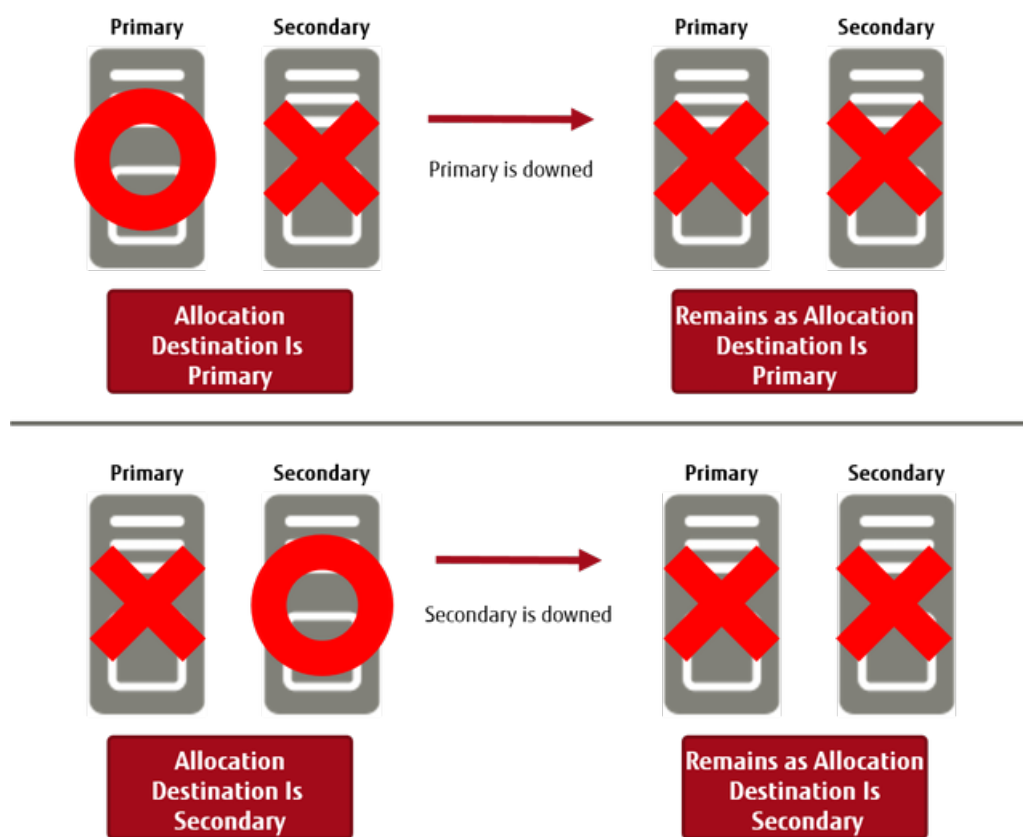 Primary
Secondary
Primary
Secondary
Primary is downed
Allocation
Destination Is
Primary
Remains as Allocation
Destination Is
Primary
Primary
Secondary
Primary
Secondary
Secondary is downed
Allocation
Destination Is
Secondary
Remains as Allocation
Destination Is
Secondary